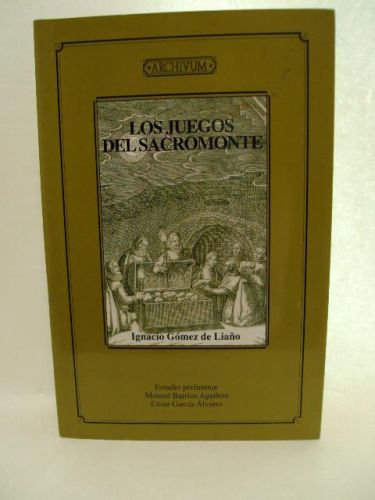 ARCHIVUM
LOS JUEGOS
DEL SACROMONTE
Ignacio Gómez de Liaño
Estudio preliminar
Manuel Barrios Aguilera
César García Álvarez